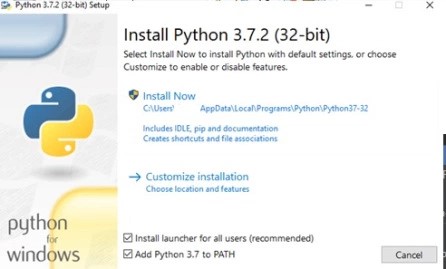 Python 3.7.2 (32-bit) Setup
Install Python 3.7.2 (32-bit)
Select Install Now to install Python with default settings, or choose
Customize to enable or disable features.
Install Now
C:\Users\ AppData\Local\Programs\Python\Python37-32
Includes IDLE, pip and documentation
Creates shortcuts and file associations
Customize installation
Choose location and features
python
for
windows
Install launcher for all users (recommended)
Add Python 3.7 to PATH
Cancel